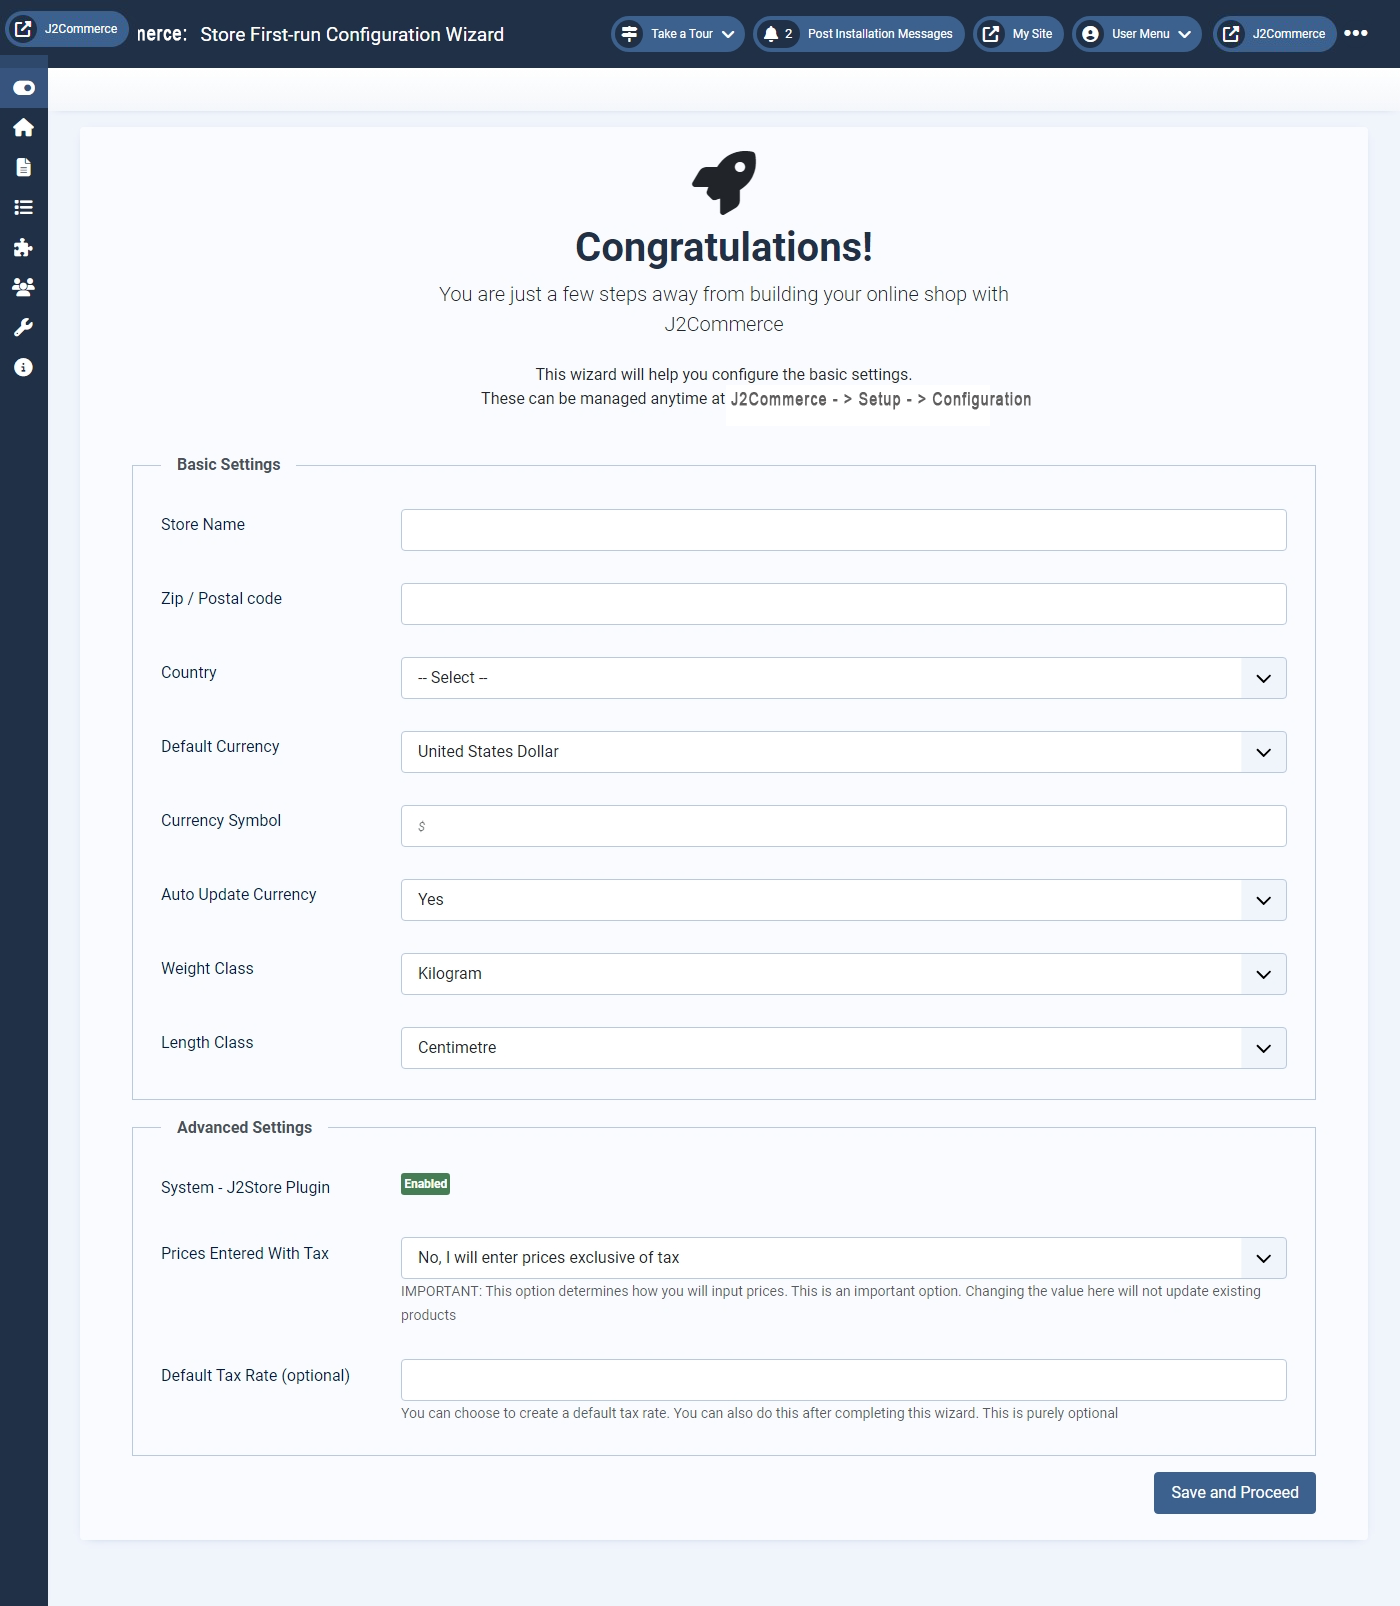 J2Commerce
nerce: Store First-run Configuration Wizard
Take a Tour
2 Post Installation Messages
My Site
User Menu
J2Commerce
Congratulations!
You are just a few steps away from building your online shop with
J2Commerce
This wizard will help you configure the basic settings.
These can be managed anytime at J2Commerce - > Setup - > Configuration
Basic Settings
Store Name
Zip / Postal code
Country
-- Select --
Default Currency
United States Dollar
Currency Symbol
$
Auto Update Currency
Yes
Weight Class
Kilogram
Length Class
Centimetre
Advanced Settings
System - J2Store Plugin
Enabled
Prices Entered With Tax
No, I will enter prices exclusive of tax
IMPORTANT: This option determines how you will input prices. This is an important option. Changing the value here will not update existing
products
Default Tax Rate (optional)
You can choose to create a default tax rate. You can also do this after completing this wizard. This is purely optional
Save and Proceed